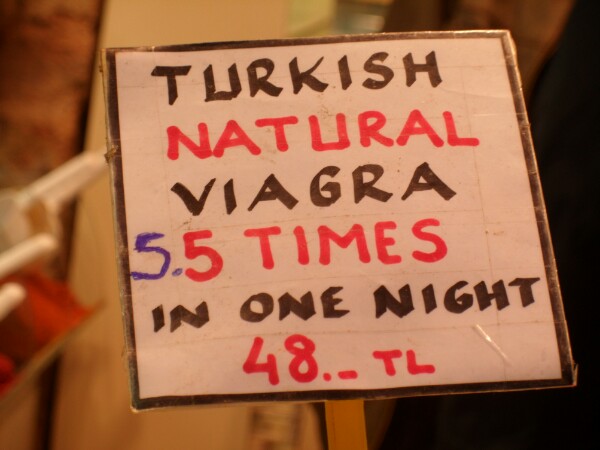 TURKISH
NATURAL
VIAGRA
5.5 TIMES
IN ONE NIGHT
48._ TL